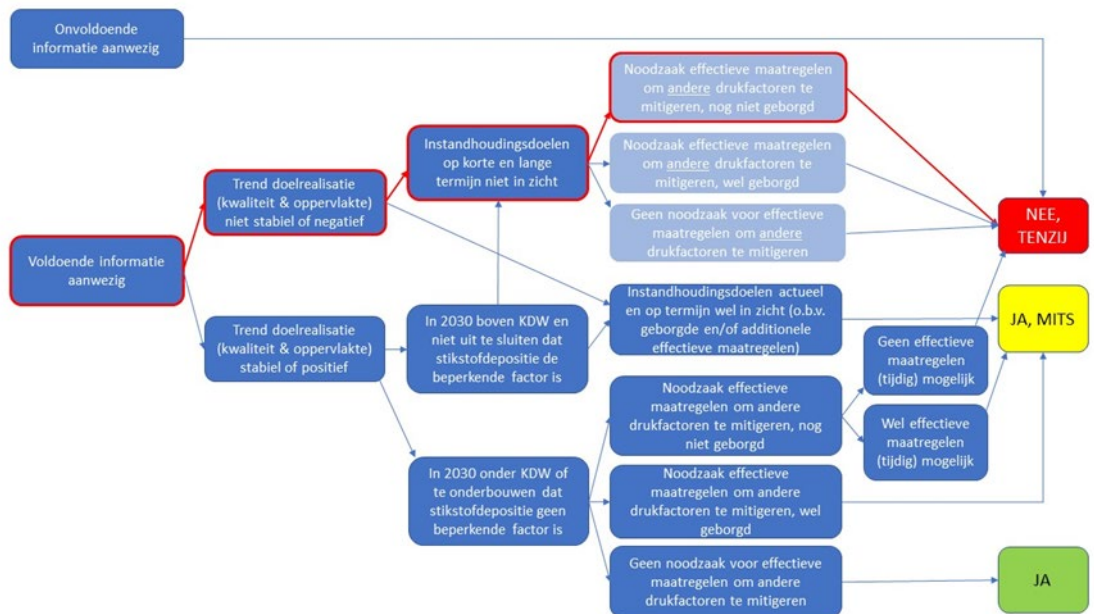 Onvoldoende
informatie aanwezig
Noodzaak effectieve maatregelen
om andere drukfactoren te
mitigeren, nog niet geborgd
Instandhoudingsdoelen
op korte en lange
termijn niet in zicht
Noodzaak effectieve maatregelen
om andere drukfactoren te
mitigeren, wel geborgd
Trend doelrealisatie
(kwaliteit & oppervlakte)
niet stabiel of negatief
Geen noodzaak voor effectieve
maatregelen om andere
drukfactoren te mitigeren
NEE,
TENZIJ
Voldoende informatie
aanwezig
Trend doelrealisatie
(kwaliteit & oppervlakte)
stabiel of positief
In 2030 boven KDW en
niet uit te sluiten dat
stikstofdepositie de
beperkende factor is
Instandhoudingsdoelen actueel
en op termijn wel in zicht (o.b.v.
geborgde en/of additionele
effectieve maatregelen)
JA, MITS
Geen effectieve
maatregelen
(tijdig) mogelijk
Noodzaak effectieve
maatregelen om andere
drukfactoren te mitigeren, nog
niet geborgd
Wel effectieve
maatregelen
(tijdig) mogelijk
In 2030 onder KDW of
te onderbouwen dat
stikstofdepositie geen
beperkende factor is
Noodzaak effectieve
maatregelen om andere
drukfactoren te mitigeren, wel
geborgd
Geen noodzaak voor effectieve
maatregelen om andere
drukfactoren te mitigeren
JA